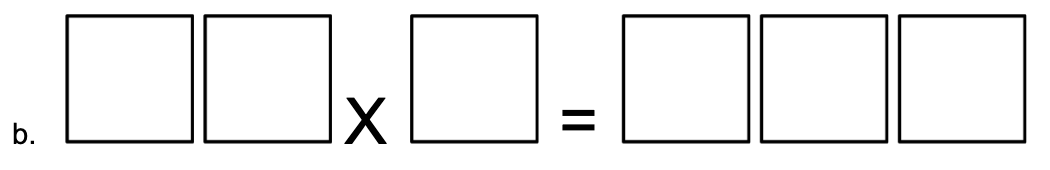 b. X =